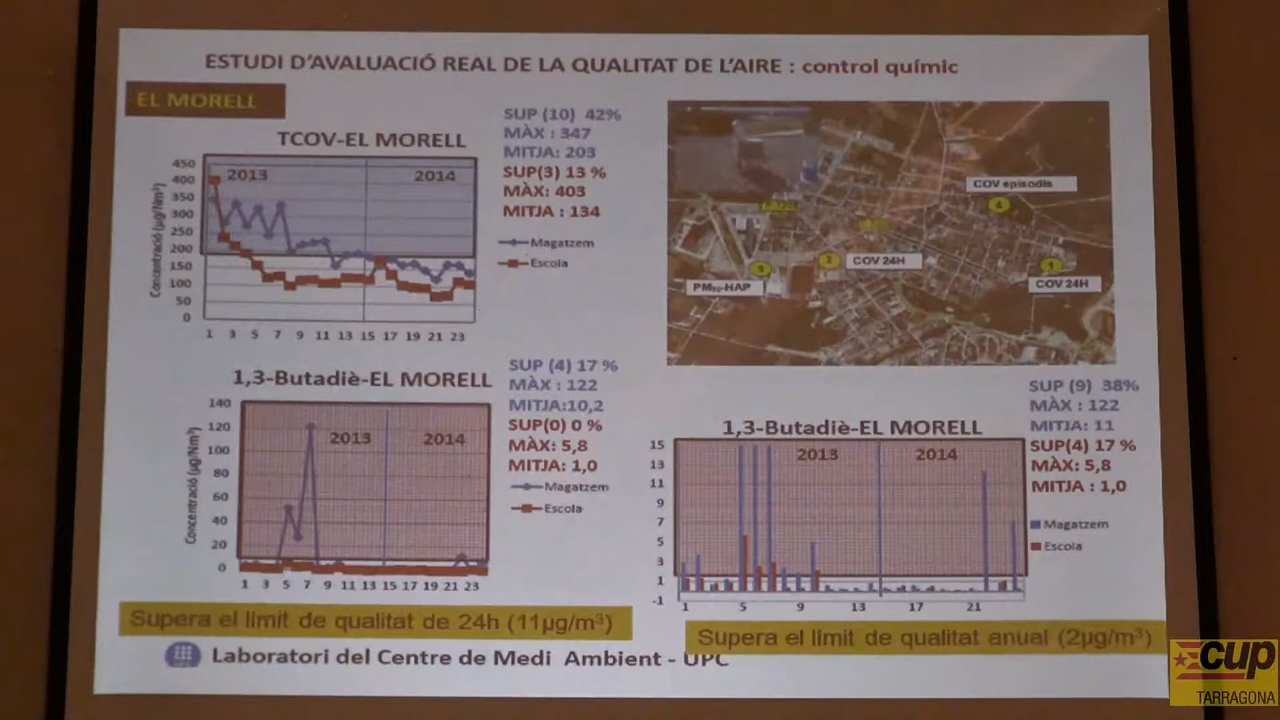 ESTUDI D'AVALUACIÓ REAL DE LA QUALITAT DE L'AIRE : control químic
EL MORELL
TCOV-EL MORELL
SUP (10) 42%
MÀX : 347
MITJA: 203
SUP(3) 13 %
MÀX: 403
MITJA : 134
Magatzem
Escola
Concentració (µg/Nm³)
450
400
350
300
250
200
150
100
50
0
2013
2014
1 3 5 7 9 11 13 15 17 19 21 23
COV episodis
4
2
COV 24H
1
COV 24H
PM₁₀-HAP
1,3-Butadiè-EL MORELL
SUP (4) 17 %
MÀX : 122
MITJA:10,2
SUP(0) 0 %
MÀX: 5,8
MITJA: 1,0
Magatzem
Escola
Concentració (µg/Nm³)
140
120
100
80
60
40
20
0
2013
2014
1 3 5 7 9 11 13 15 17 19 21 23
Supera el límit de qualitat de 24h (11µg/m³)
1,3-Butadiè-EL MORELL
SUP (9) 38%
MÀX : 122
MITJA: 11
SUP(4) 17 %
MÀX: 5,8
MITJA : 1,0
Magatzem
Escola
15
13
11
9
7
5
3
1
-1
2013
2014
1 5 9 13 17 21
Supera el límit de qualitat anual (2µg/m³)
Laboratori del Centre de Medi Ambient - UPC
cup
TARRAGONA